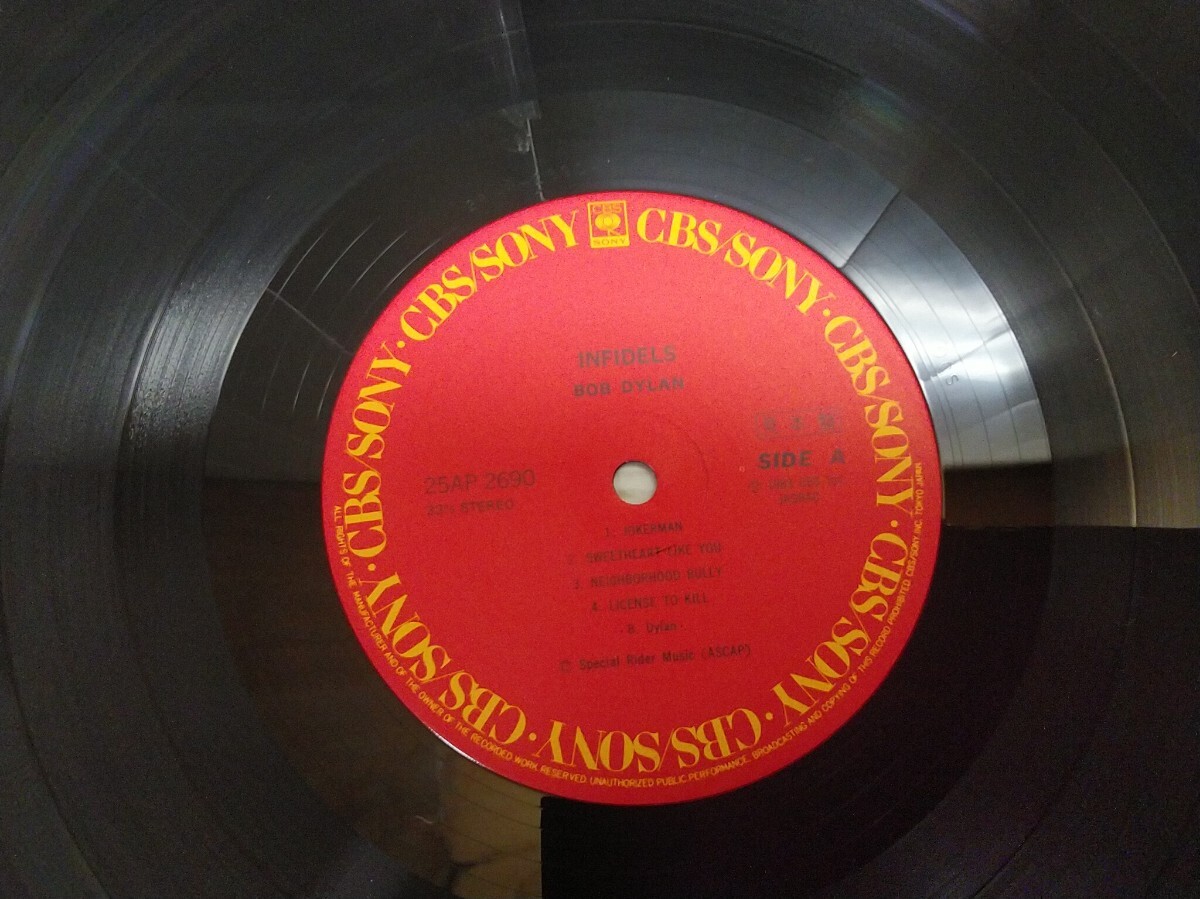 CBS
SONY
CBS/SONY · CBS/SONY · CBS/SONY · CBS/SONY · CBS/SONY · CBS/SONY · CBS/SONY · CBS/SONY
INFIDELS
BOB DYLAN
SIDE A
25AP 2690
33⅓ STEREO
1. JOKERMAN
2. SWEETHEART LIKE YOU
3. NEIGHBORHOOD BULLY
4. LICENSE TO KILL
- B. Dylan -
© Special Rider Music (ASCAP)
ALL RIGHTS OF THE MANUFACTURER AND OF THE OWNER OF THE RECORDED WORK RESERVED. UNAUTHORIZED PUBLIC PERFORMANCE, BROADCASTING AND COPYING OF THIS RECORD PROHIBITED. CBS/SONY INC. TOKYO JAPAN